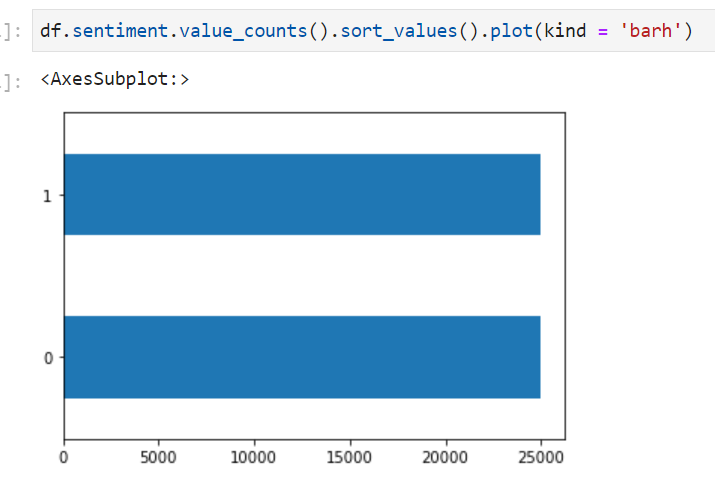 ]: df.sentiment.value_counts().sort_values().plot(kind = 'barh')
]: <AxesSubplot:>
1
0
0 5000 10000 15000 20000 25000